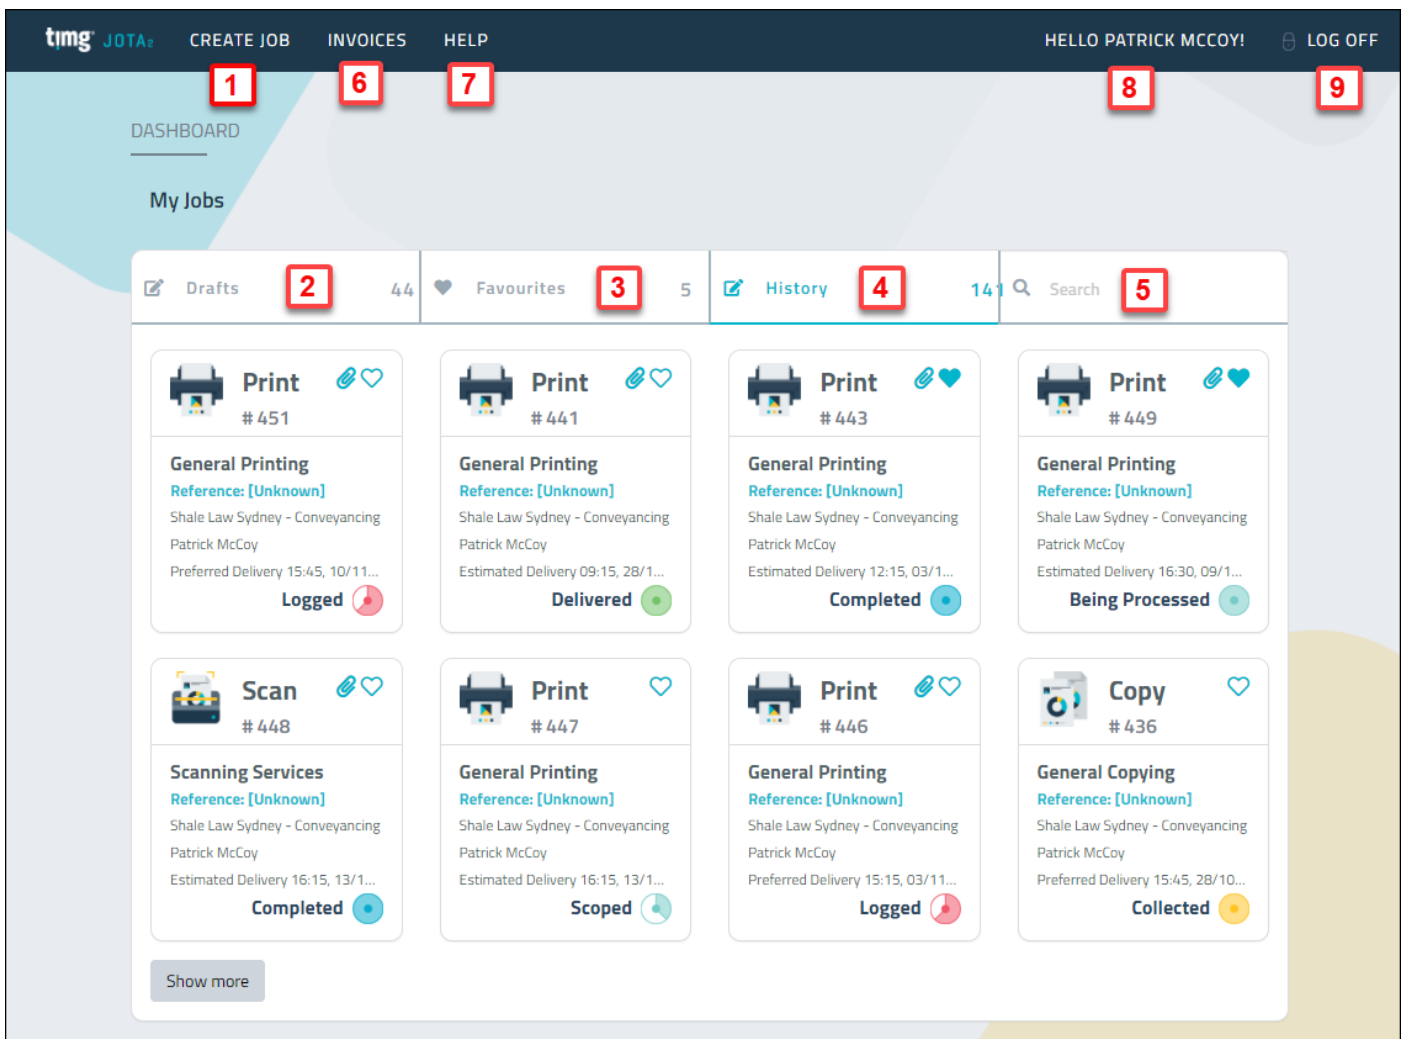 timg JOTA2 CREATE JOB INVOICES HELP HELLO PATRICK MCCOY! LOG OFF
1 6 7 8 9
DASHBOARD
My Jobs
Drafts 2 44 Favourites 3 5 History 4 141 Search 5
Print Print Print Print
#451 #441 #443 #449
General Printing General Printing General Printing General Printing
Reference: [Unknown] Reference: [Unknown] Reference: [Unknown] Reference: [Unknown]
Shale Law Sydney - Conveyancing Shale Law Sydney - Conveyancing Shale Law Sydney - Conveyancing Shale Law Sydney - Conveyancing
Patrick McCoy Patrick McCoy Patrick McCoy Patrick McCoy
Preferred Delivery 15:45, 10/11... Estimated Delivery 09:15, 28/1... Estimated Delivery 12:15, 03/1... Estimated Delivery 16:30, 09/1...
Logged Delivered Completed Being Processed
Scan Print Print Copy
#448 #447 #446 #436
Scanning Services General Printing General Printing General Copying
Reference: [Unknown] Reference: [Unknown] Reference: [Unknown] Reference: [Unknown]
Shale Law Sydney - Conveyancing Shale Law Sydney - Conveyancing Shale Law Sydney - Conveyancing Shale Law Sydney - Conveyancing
Patrick McCoy Patrick McCoy Patrick McCoy Patrick McCoy
Estimated Delivery 16:15, 13/1... Estimated Delivery 16:15, 13/1... Preferred Delivery 15:15, 03/11... Preferred Delivery 15:45, 28/10...
Completed Scoped Logged Collected
Show more